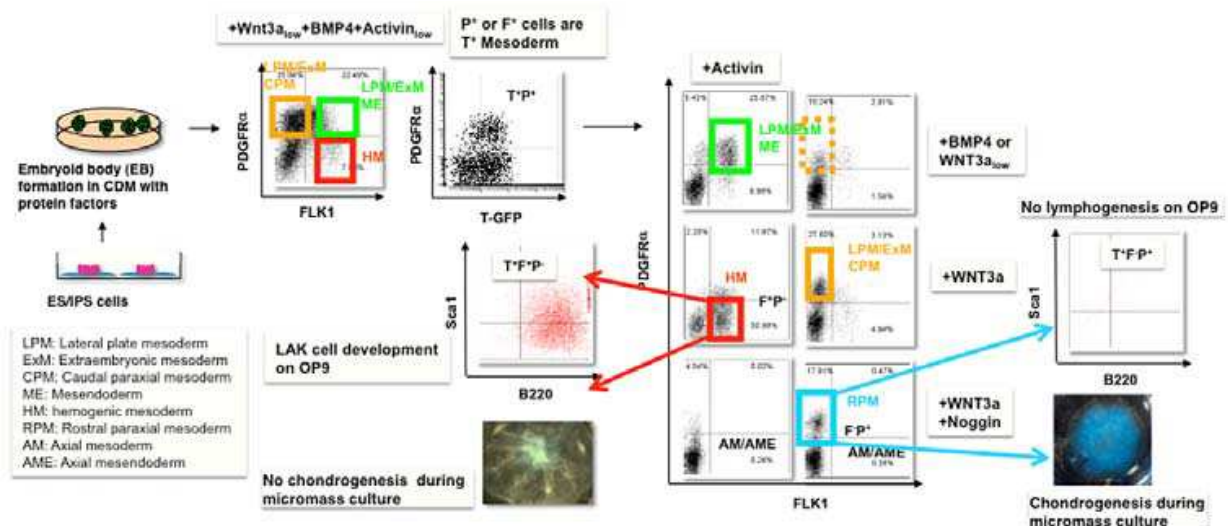 +Wnt3alow+BMP4+Activinlow
P+ or F+ cells are
T+ Mesoderm
LPM/ExM
CPM
LPM/ExM
ME
HM
PDGFRα
FLK1
T+P+
PDGFRα
T-GFP
Embryoid body (EB)
formation in CDM with
protein factors
ES/IPS cells
LPM: Lateral plate mesoderm
ExM: Extraembryonic mesoderm
CPM: Caudal paraxial mesoderm
ME: Mesendoderm
HM: hemogenic mesoderm
RPM: Rostral paraxial mesoderm
AM: Axial mesoderm
AME: Axial mesendoderm
T+F+P-
Sca1
B220
LAK cell development
on OP9
No chondrogenesis during
micromass culture
+Activin
LPM/ExM
ME
+BMP4 or
WNT3alow
PDGFRα
HM
F+P-
LPM/ExM
CPM
+WNT3a
AM/AME
RPM
F-P+
AM/AME
+WNT3a
+Noggin
FLK1
No lymphogenesis on OP9
T+F-P+
Sca1
B220
Chondrogenesis during
micromass culture